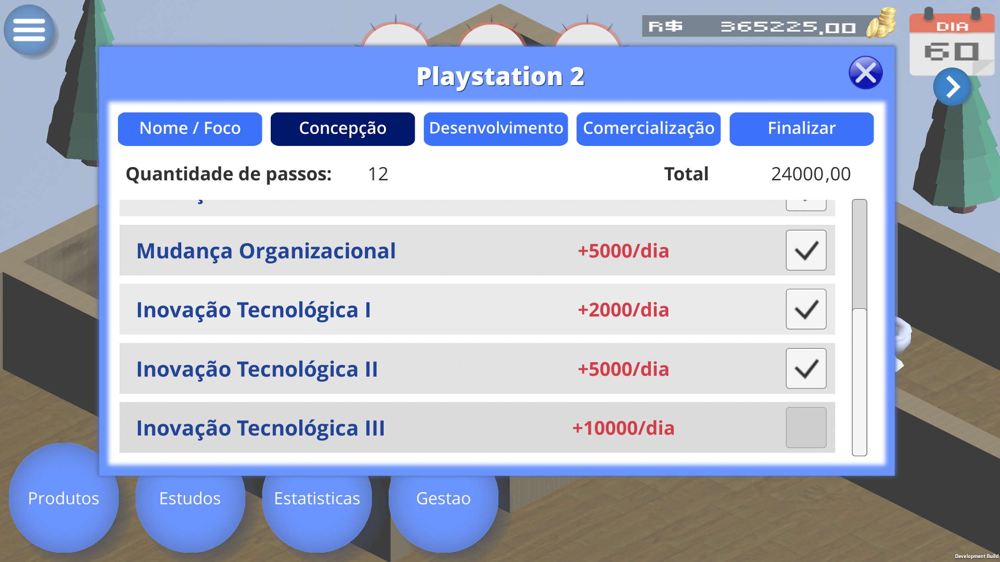 R$ 365225,00
DIA
60
Playstation 2
Nome / Foco
Concepção
Desenvolvimento
Comercialização
Finalizar
Quantidade de passos: 12
Total 24000,00
Mudança Organizacional +5000/dia
Inovação Tecnológica I +2000/dia
Inovação Tecnológica II +5000/dia
Inovação Tecnológica III +10000/dia
Produtos
Estudos
Estatisticas
Gestao
Development Build